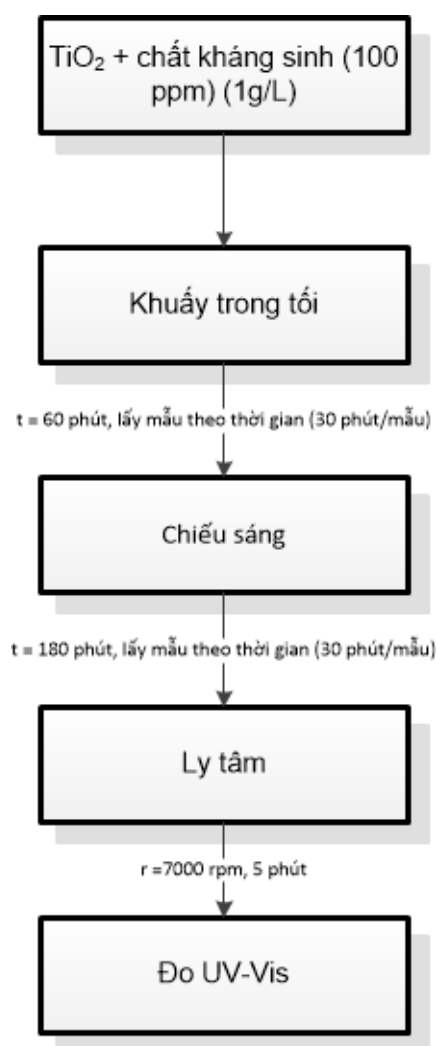 TiO₂ + chất kháng sinh (100
ppm) (1g/L)
Khuấy trong tối
t = 60 phút, lấy mẫu theo thời gian (30 phút/mẫu)
Chiếu sáng
t = 180 phút, lấy mẫu theo thời gian (30 phút/mẫu)
Ly tâm
r =7000 rpm, 5 phút
Đo UV-Vis